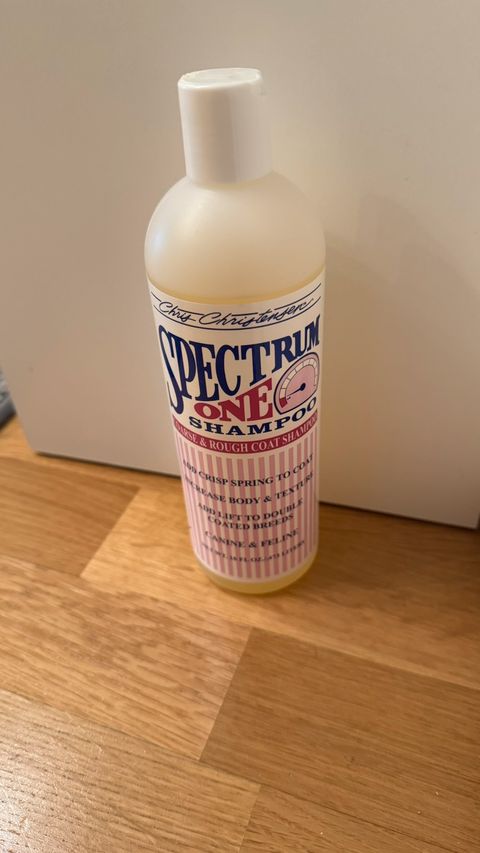 Chris Christensen
SPECTRUM
ONE
SHAMPOO
COARSE & ROUGH COAT SHAMPOO
ADD CRISP SPRING TO COAT
INCREASE BODY & TEXTURE
ADD LIFT TO DOUBLE
COATED BREEDS
CANINE & FELINE